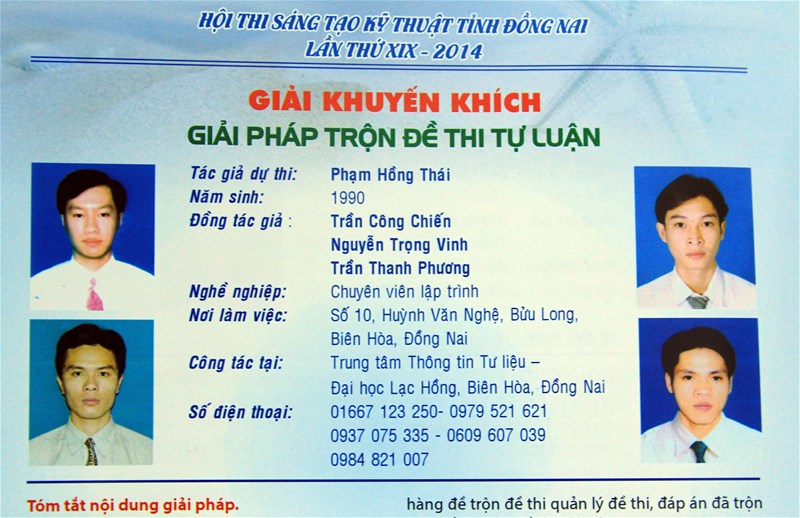 HỘI THI SÁNG TẠO KỸ THUẬT TỈNH ĐỒNG NAI
LẦN THỨ XIX - 2014
GIẢI KHUYẾN KHÍCH
GIẢI PHÁP TRỘN ĐỀ THI TỰ LUẬN
Tác giả dự thi: Phạm Hồng Thái
Năm sinh: 1990
Đồng tác giả : Trần Công Chiến
Nguyễn Trọng Vinh
Trần Thanh Phương
Nghề nghiệp: Chuyên viên lập trình
Nơi làm việc: Số 10, Huỳnh Văn Nghệ, Bửu Long,
Biên Hòa, Đồng Nai
Công tác tại: Trung tâm Thông tin Tư liệu –
Đại học Lạc Hồng, Biên Hòa, Đồng Nai
Số điện thoại: 01667 123 250- 0979 521 621
0937 075 335 - 0609 607 039
0984 821 007
Tóm tắt nội dung giải pháp.
hàng đề trộn đề thi quản lý đề thi, đáp án đã trộn